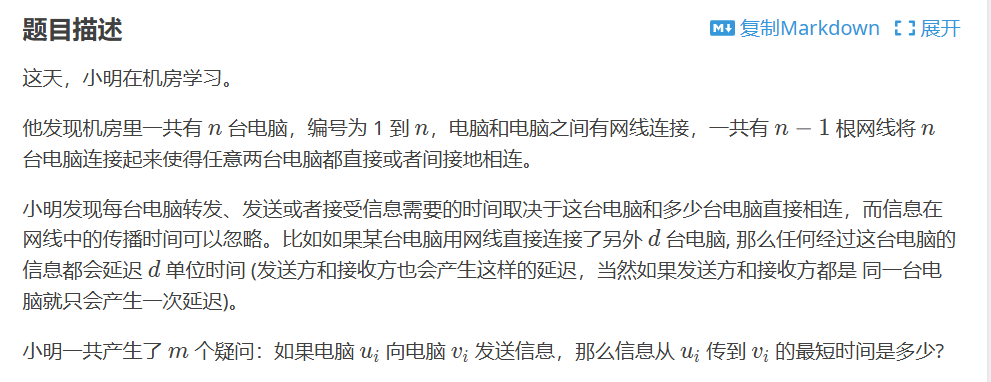 题目描述 复制Markdown 展开
这天，小明在机房学习。
他发现机房里一共有 n 台电脑，编号为 1 到 n，电脑和电脑之间有网线连接，一共有 n − 1 根网线将 n
台电脑连接起来使得任意两台电脑都直接或者间接地相连。
小明发现每台电脑转发、发送或者接受信息需要的时间取决于这台电脑和多少台电脑直接相连，而信息在
网线中的传播时间可以忽略。比如如果某台电脑用网线直接连接了另外 d 台电脑, 那么任何经过这台电脑的
信息都会延迟 d 单位时间 (发送方和接收方也会产生这样的延迟，当然如果发送方和接收方都是 同一台电
脑就只会产生一次延迟)。
小明一共产生了 m 个疑问：如果电脑 uᵢ 向电脑 vᵢ 发送信息，那么信息从 uᵢ 传到 vᵢ 的最短时间是多少?